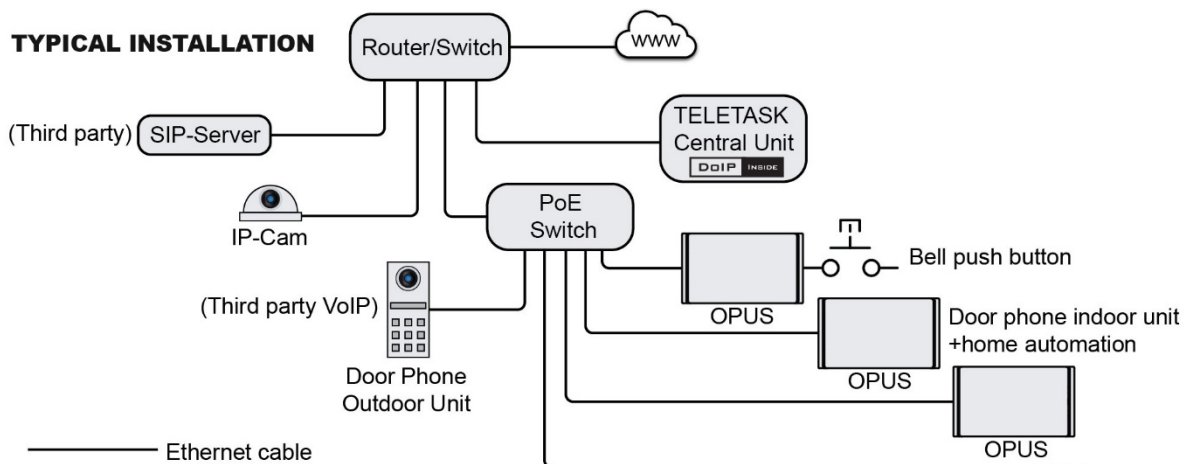 TYPICAL INSTALLATION
Router/Switch
WWW
(Third party)
SIP-Server
TELETASK
Central Unit
DoIP INSIDE
IP-Cam
PoE
Switch
Bell push button
OPUS
(Third party VoIP)
Door phone indoor unit
+home automation
OPUS
Door Phone
Outdoor Unit
OPUS
Ethernet cable